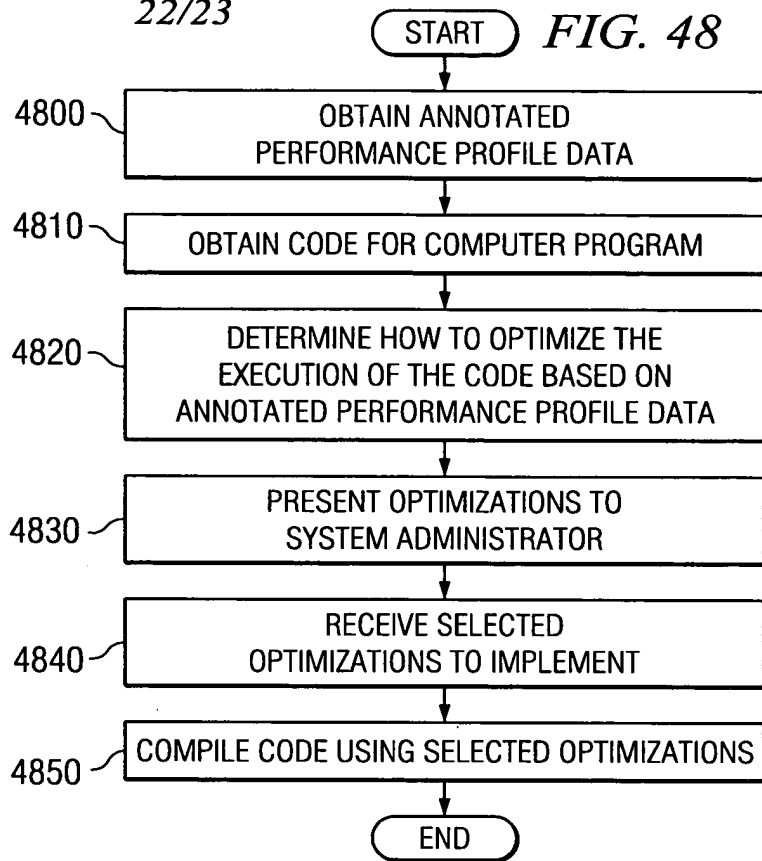 22/23
START
FIG. 48
4800
OBTAIN ANNOTATED
PERFORMANCE PROFILE DATA
4810
OBTAIN CODE FOR COMPUTER PROGRAM
4820
DETERMINE HOW TO OPTIMIZE THE
EXECUTION OF THE CODE BASED ON
ANNOTATED PERFORMANCE PROFILE DATA
4830
PRESENT OPTIMIZATIONS TO
SYSTEM ADMINISTRATOR
4840
RECEIVE SELECTED
OPTIMIZATIONS TO IMPLEMENT
4850
COMPILE CODE USING SELECTED OPTIMIZATIONS
END